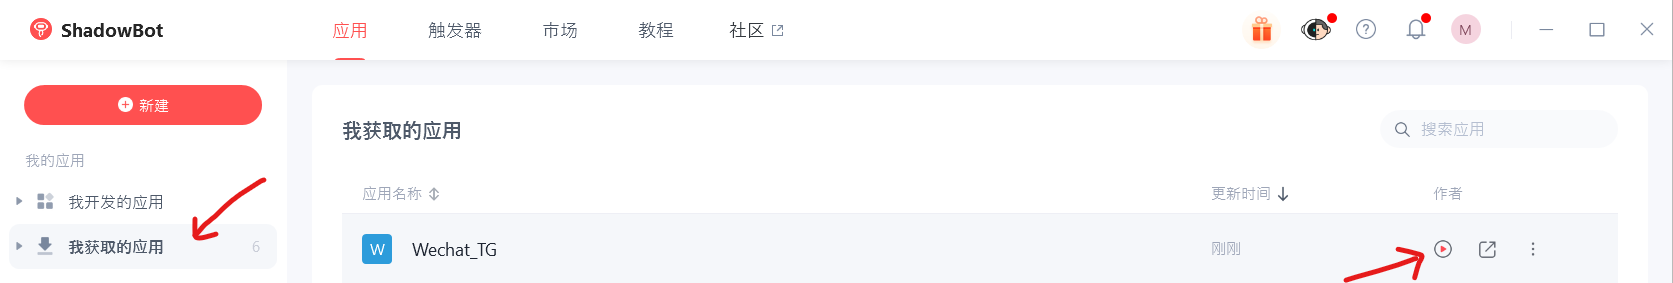 ShadowBot 应用 触发器 市场 教程 社区 M
新建
我的应用
我开发的应用
我获取的应用 6
我获取的应用 搜索应用
应用名称 更新时间 作者
W Wechat_TG 刚刚